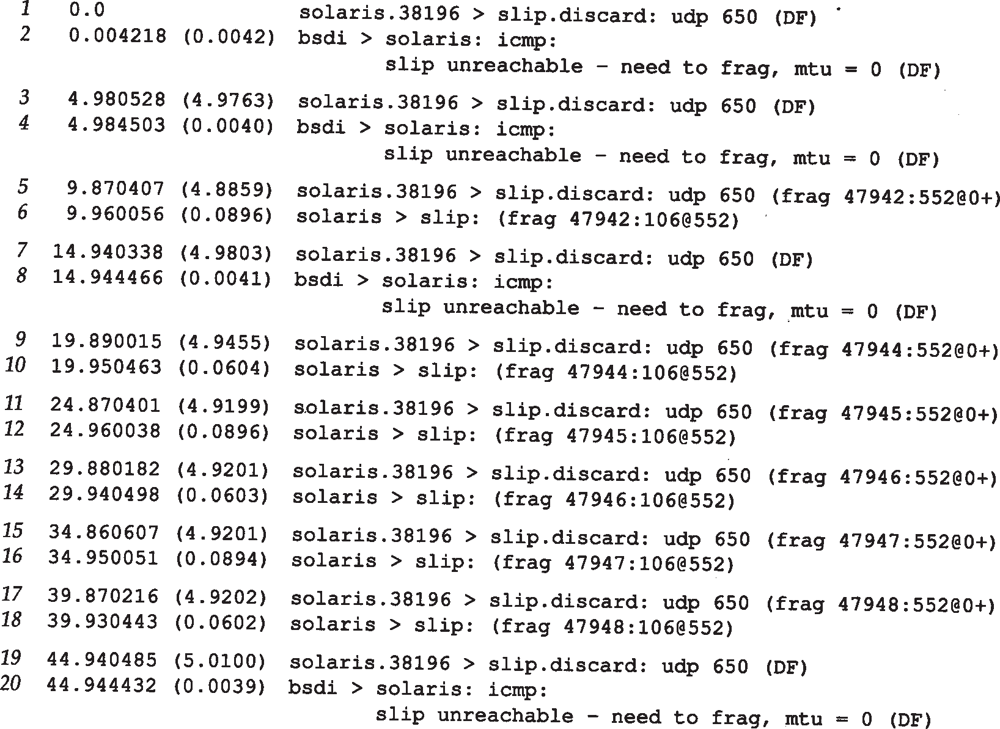 1 0.0 solaris.38196 > slip.discard: udp 650 (DF)
2 0.004218 (0.0042) bsdi > solaris: icmp:
slip unreachable - need to frag, mtu = 0 (DF)
3 4.980528 (4.9763) solaris.38196 > slip.discard: udp 650 (DF)
4 4.984503 (0.0040) bsdi > solaris: icmp:
slip unreachable - need to frag, mtu = 0 (DF)
5 9.870407 (4.8859) solaris.38196 > slip.discard: udp 650 (frag 47942:552@0+)
6 9.960056 (0.0896) solaris > slip: (frag 47942:106@552)
7 14.940338 (4.9803) solaris.38196 > slip.discard: udp 650 (DF)
8 14.944466 (0.0041) bsdi > solaris: icmp:
slip unreachable - need to frag, mtu = 0 (DF)
9 19.890015 (4.9455) solaris.38196 > slip.discard: udp 650 (frag 47944:552@0+)
10 19.950463 (0.0604) solaris > slip: (frag 47944:106@552)
11 24.870401 (4.9199) solaris.38196 > slip.discard: udp 650 (frag 47945:552@0+)
12 24.960038 (0.0896) solaris > slip: (frag 47945:106@552)
13 29.880182 (4.9201) solaris.38196 > slip.discard: udp 650 (frag 47946:552@0+)
14 29.940498 (0.0603) solaris > slip: (frag 47946:106@552)
15 34.860607 (4.9201) solaris.38196 > slip.discard: udp 650 (frag 47947:552@0+)
16 34.950051 (0.0894) solaris > slip: (frag 47947:106@552)
17 39.870216 (4.9202) solaris.38196 > slip.discard: udp 650 (frag 47948:552@0+)
18 39.930443 (0.0602) solaris > slip: (frag 47948:106@552)
19 44.940485 (5.0100) solaris.38196 > slip.discard: udp 650 (DF)
20 44.944432 (0.0039) bsdi > solaris: icmp:
slip unreachable - need to frag, mtu = 0 (DF)